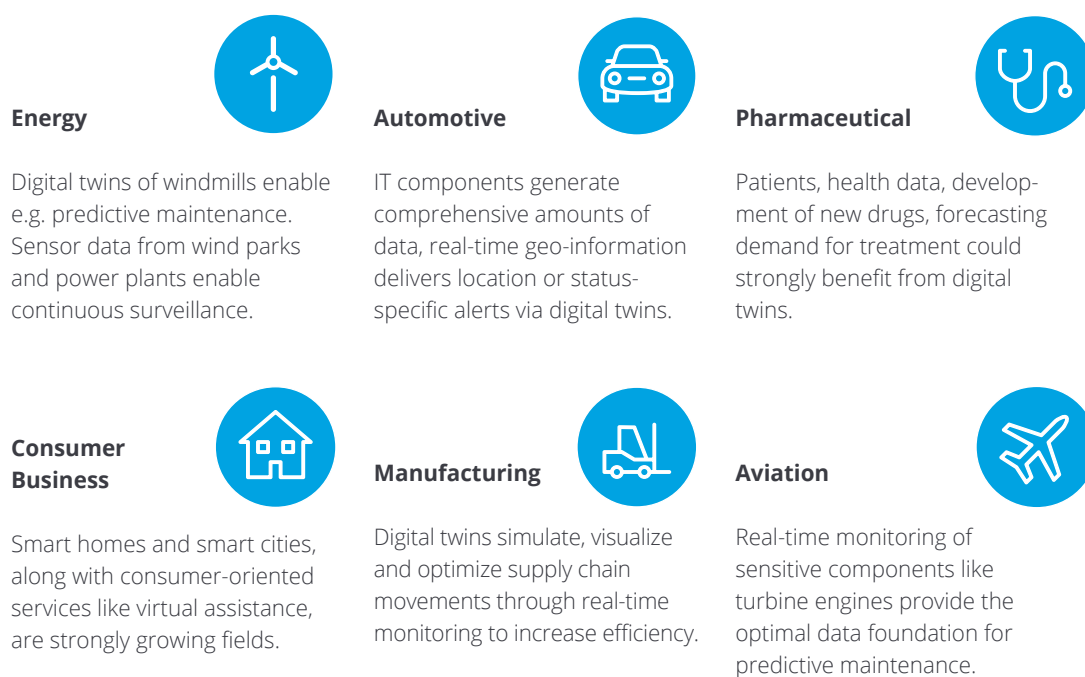 Energy
Digital twins of windmills enable
e.g. predictive maintenance.
Sensor data from wind parks
and power plants enable
continuous surveillance.
Automotive
IT components generate
comprehensive amounts of
data, real-time geo-information
delivers location or status-
specific alerts via digital twins.
Pharmaceutical
Patients, health data, develop-
ment of new drugs, forecasting
demand for treatment could
strongly benefit from digital
twins.
Consumer
Business
Smart homes and smart cities,
along with consumer-oriented
services like virtual assistance,
are strongly growing fields.
Manufacturing
Digital twins simulate, visualize
and optimize supply chain
movements through real-time
monitoring to increase efficiency.
Aviation
Real-time monitoring of
sensitive components like
turbine engines provide the
optimal data foundation for
predictive maintenance.